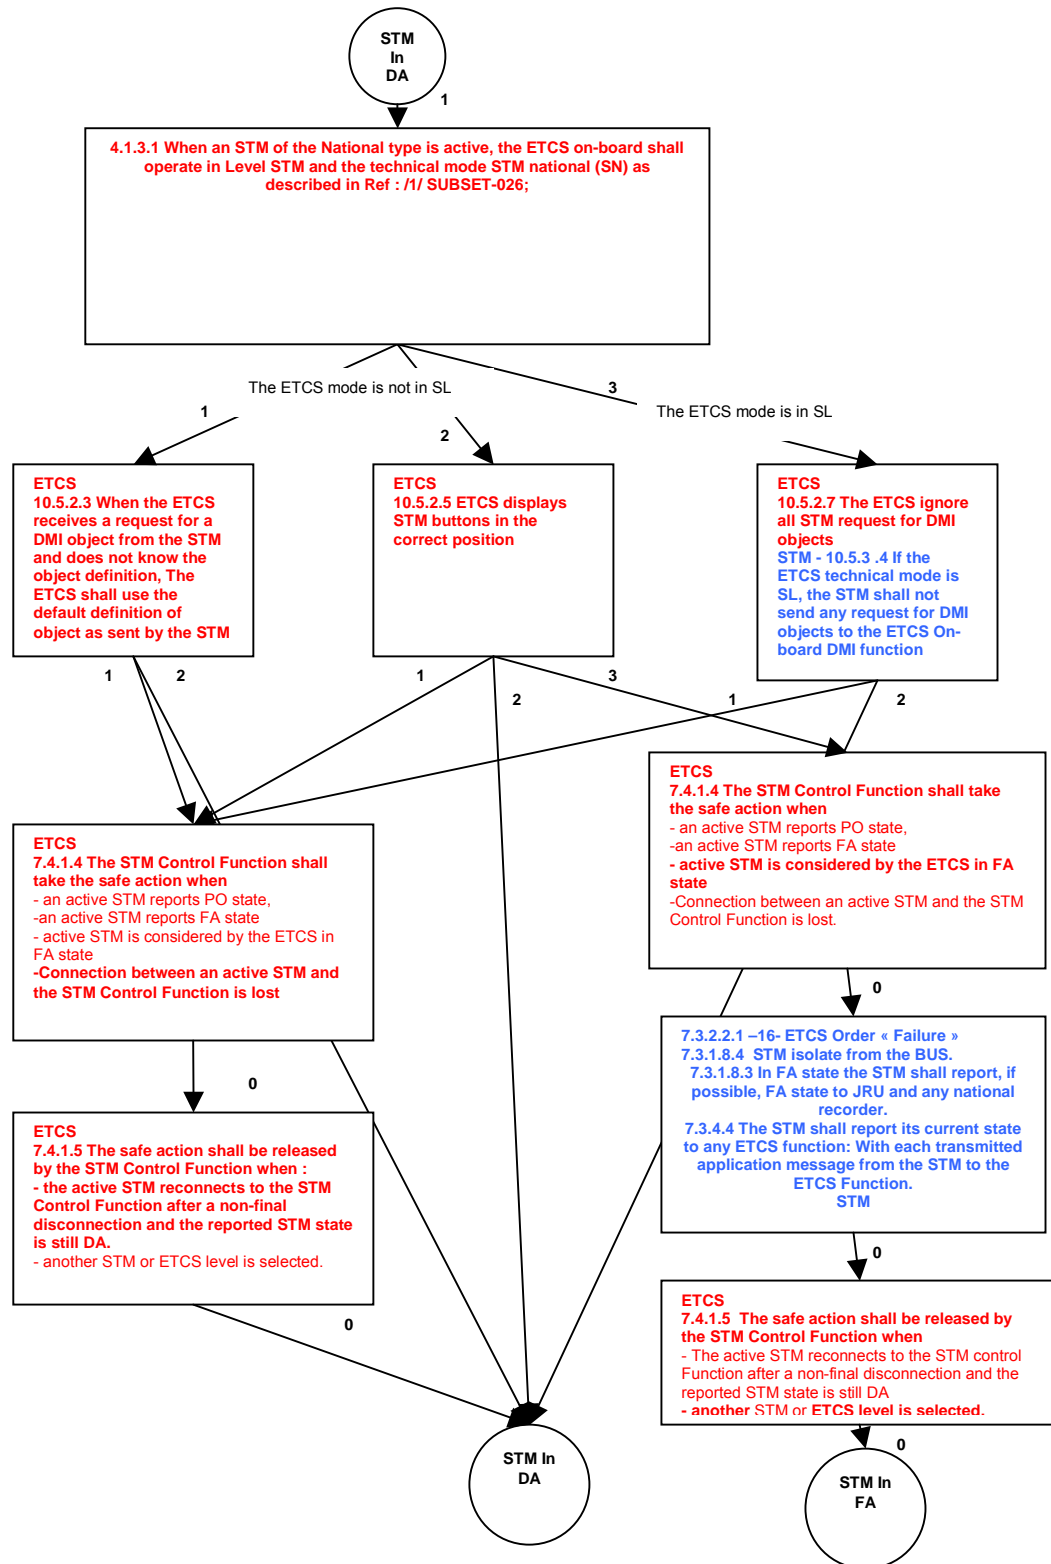 STM
In
DA
1
4.1.3.1 When an STM of the National type is active, the ETCS on-board shall
operate in Level STM and the technical mode STM national (SN) as
described in Ref : /1/ SUBSET-026;
The ETCS mode is not in SL
3
The ETCS mode is in SL
1
2
ETCS
10.5.2.3 When the ETCS
receives a request for a
DMI object from the STM
and does not know the
object definition, The
ETCS shall use the
default definition of
object as sent by the STM
ETCS
10.5.2.5 ETCS displays
STM buttons in the
correct position
ETCS
10.5.2.7 The ETCS ignore
all STM request for DMI
objects
STM - 10.5.3 .4 If the
ETCS technical mode is
SL, the STM shall not
send any request for DMI
objects to the ETCS On-
board DMI function
1
2
1
2
3
1
2
ETCS
7.4.1.4 The STM Control Function shall
take the safe action when
- an active STM reports PO state,
-an active STM reports FA state
- active STM is considered by the ETCS in
FA state
-Connection between an active STM and
the STM Control Function is lost
ETCS
7.4.1.4 The STM Control Function shall take
the safe action when
- an active STM reports PO state,
-an active STM reports FA state
- active STM is considered by the ETCS in FA
state
-Connection between an active STM and the STM
Control Function is lost.
0
0
7.3.2.2.1 –16- ETCS Order « Failure »
7.3.1.8.4 STM isolate from the BUS.
7.3.1.8.3 In FA state the STM shall report, if
possible, FA state to JRU and any national
recorder.
7.3.4.4 The STM shall report its current state
to any ETCS function: With each transmitted
application message from the STM to the
ETCS Function.
STM
ETCS
7.4.1.5 The safe action shall be released
by the STM Control Function when :
- the active STM reconnects to the STM
Control Function after a non-final
disconnection and the reported STM state
is still DA.
- another STM or ETCS level is selected.
0
0
ETCS
7.4.1.5 The safe action shall be released by
the STM Control Function when
- The active STM reconnects to the STM control
Function after a non-final disconnection and the
reported STM state is still DA
- another STM or ETCS level is selected.
0
STM In
DA
STM In
FA